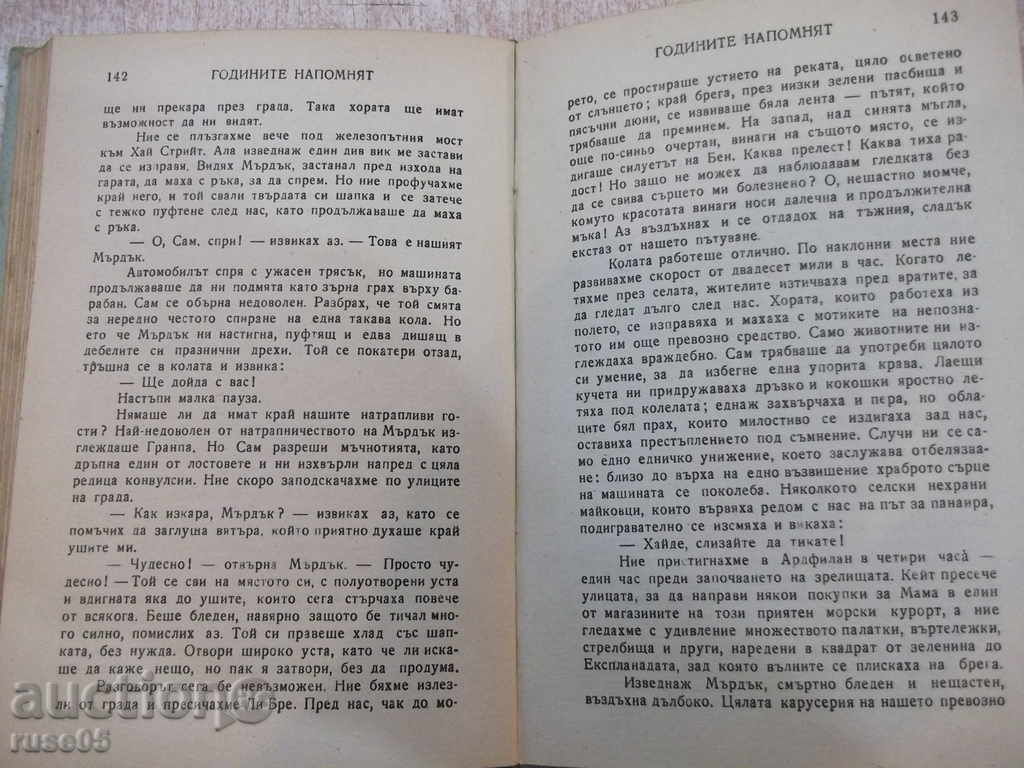 142 ГОДИНИТЕ НАПОМНЯТ
ще ни прекара през града. Така хората ще имат
възможност да ни видят.
Ние се плъзгахме вече под железопътния мост
към Хай Стрийт. Ала изведнаж един див вик ме застави
да се изправя. Видях Мърдък, застанал пред изхода на
гарата, да маха с ръка, за да спрем. Но ние профучахме
край него, и той свали твърдата си шапка и се затече
с тежко пуфтене след нас, като продължаваше да маха
с ръка.
— О, Сам, спри! — извиках аз. — Това е нашият
Мърдък.
Автомобилът спря с ужасен трясък, но машината
продължаваше да ни подмята като зърна грах върху ба-
рабан. Сам се обърна недоволен. Разбрах, че той смята
за нередно честото спиране на една такава кола. Но
ето че Мърдък ни настигна, пуфтящ и едва дишащ в
дебелите си празнични дрехи. Той се покатери отзад,
тръшна се в колата и извика:
— Ще дойда с вас!
Настъпи малка пауза.
Нямаше ли да имат край нашите натрапливи го-
сти? Най-недоволен от натрапничеството на Мърдък из-
глеждаше Гранпа. Но Сам разреши мъчнотията, като
дръпна един от лостовете и ни изхвърли напред с цяла
редица конвулсии. Ние скоро заподскачахме по улиците
на града.
— Как изкара, Мърдък? — извиках аз, като се
помъчих да заглуша вятъра, който приятно духаше край
ушите ми.
— Чудесно! — отвърна Мърдък. — Просто чу-
десно! — Той се сви на мястото си, с полуотворени уста
и вдигната яка до ушите, които сега стърчаха повече
от всякога. Беше бледен, навярно защото бе тичал мно-
го силно, помислих аз. Той си правеше хлад със шап-
ката, без нужда. Отвори широко уста, като че ли иска-
ше да каже нещо, но пак я затвори, без да продума.
Разговорът сега бе невъзможен. Ние бяхме излез-
ли от града и пресичахме Ли Бре. Пред нас, чак до мо-
ГОДИНИТЕ НАПОМНЯТ 143
рето, се простираше устието на реката, цяло осветено
от слънцето; край брега, през низки зелени пасбища и
пясъчни дюни, се извиваше бяла лента — пътят, който
трябваше да преминем. На запад, над синята мъгла,
още по-синьо очертан, винаги на същото място, се из-
дигаше силуетът на Бен. Каква прелест! Каква тиха ра-
дост! Но защо не можех да наблюдавам гледката без
да се свива сърцето ми болезнено? О, нещастно момче,
комуто красотата винаги носи далечна и продължителна
мъка! Аз въздъхнах и се отдадох на тъжния, сладък
екстаз от нашето пътуване.
Колата работеше отлично. По наклонни места ние
развивахме скорост от двадесет мили в час. Когато ле-
тяхме през селата, жителите изтичваха пред вратите, за
да гледат дълго след нас. Хората, които работеха из
полето, се изправяха и махаха с мотиките на непозна-
тото им още превозно средство. Само животните ни из-
глеждаха враждебно. Сам трябваше да употреби цялото
си умение, за да избегне една упорита крава. Лаещи
кучета ни придружаваха дръзко и кокошки яростно ле-
тяха под колелата; еднаж захвърчаха и пера, но обла-
ците бял прах, които милостиво се издигаха зад нас,
оставиха престъплението под съмнение. Случи ни се са-
мо едно едничко унижение, което заслужава отбелязва-
не: близо до върха на едно възвишение храброто сърце
на машината се поколеба. Няколкото селски нехрани
майковци, които вървяха редом с нас на път за панаира,
подигравателно се изсмяха и викаха:
— Хайде, слизайте да тикате!
Ние пристигнахме в Ардфилан в четири часа̀ —
един час преди започването на зрелищата. Кейт пресече
улицата, за да направи някои покупки за Мама в един
от магазините на този приятен морски курорт, а ние
гледахме с удивление множеството палатки, въртележки,
стрелбища и други, наредени в квадрат от зеленина до
Експланадата, зад която вълните се плискаха на брега.
Изведнаж Мърдък, смъртно бледен и нещастен,
въздъхна дълбоко. Цялата карусерия на нашето превозно
auction
ruse05